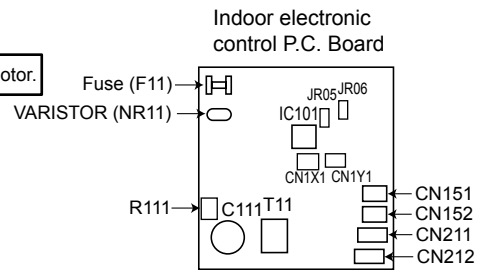 Indoor electronic
control P.C. Board
otor.
Fuse (F11)
JR05 JR06
VARISTOR (NR11)
IC101
CN1X1 CN1Y1
CN151
R111 C111 T11
CN152
CN211
CN212